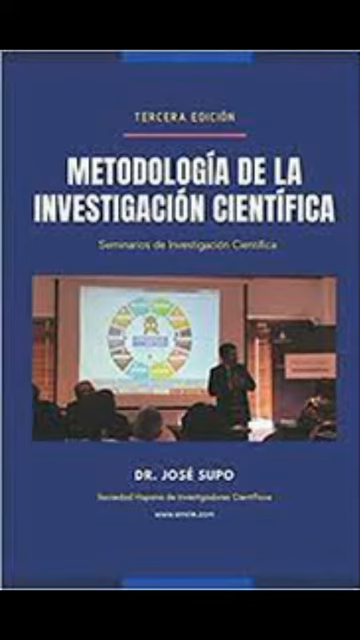 TERCERA EDICIÓN
METODOLOGÍA DE LA
INVESTIGACIÓN CIENTÍFICA
Seminarios de Investigación Científica
DR. JOSÉ SUPO
Sociedad Hispana de Investigadores Científicos